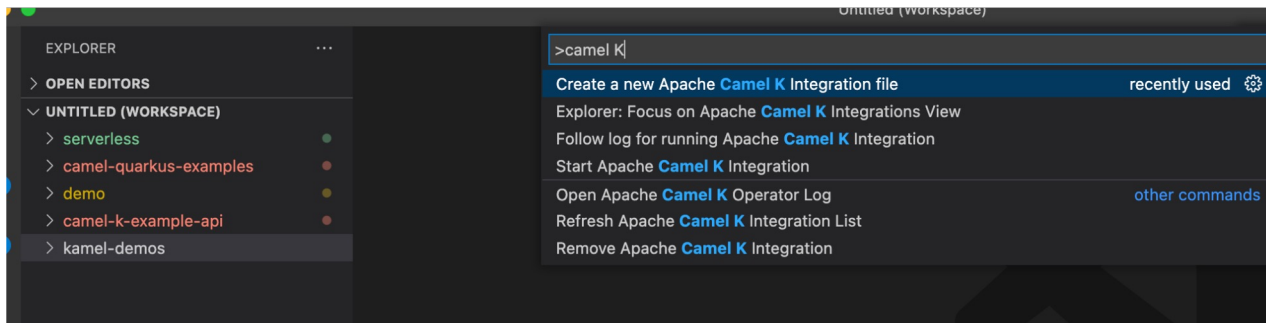 Untitled (Workspace)
EXPLORER ...
OPEN EDITORS
UNTITLED (WORKSPACE)
serverless
camel-quarkus-examples
demo
camel-k-example-api
kamel-demos
>camel K
Create a new Apache Camel K Integration file recently used
Explorer: Focus on Apache Camel K Integrations View
Follow log for running Apache Camel K Integration
Start Apache Camel K Integration
Open Apache Camel K Operator Log other commands
Refresh Apache Camel K Integration List
Remove Apache Camel K Integration